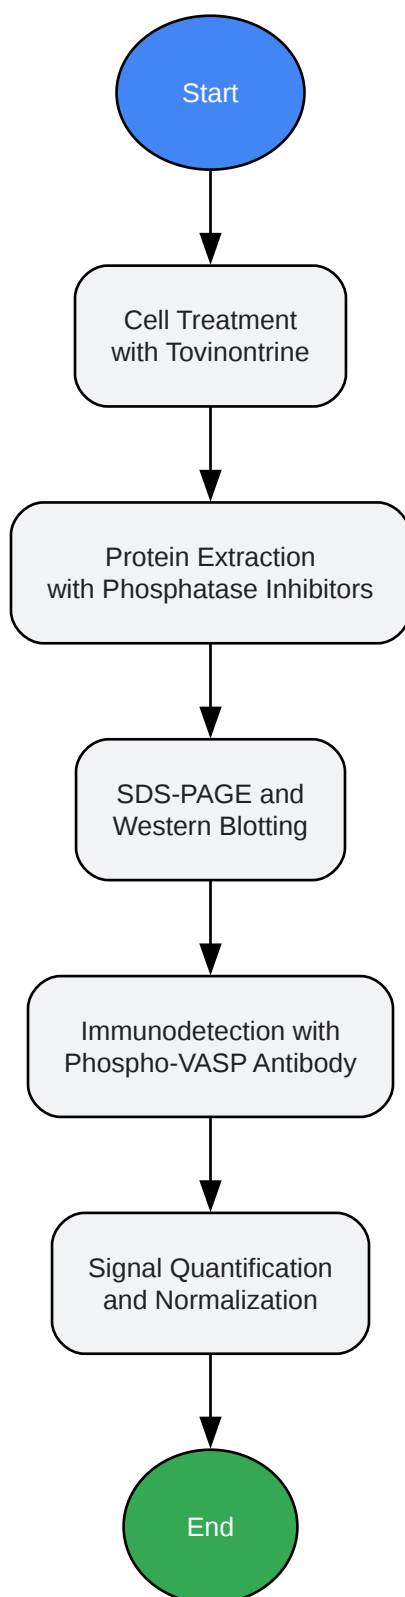 Start
Cell Treatment
with Tovinontrine
Protein Extraction
with Phosphatase Inhibitors
SDS-PAGE and
Western Blotting
Immunodetection with
Phospho-VASP Antibody
Signal Quantification
and Normalization
End